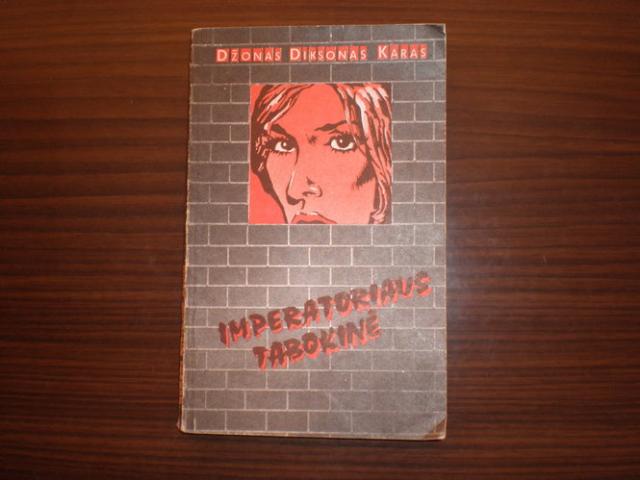 DŽONAS DIKSONAS KARAS
IMPERATORIAUS
TABOKINĖ